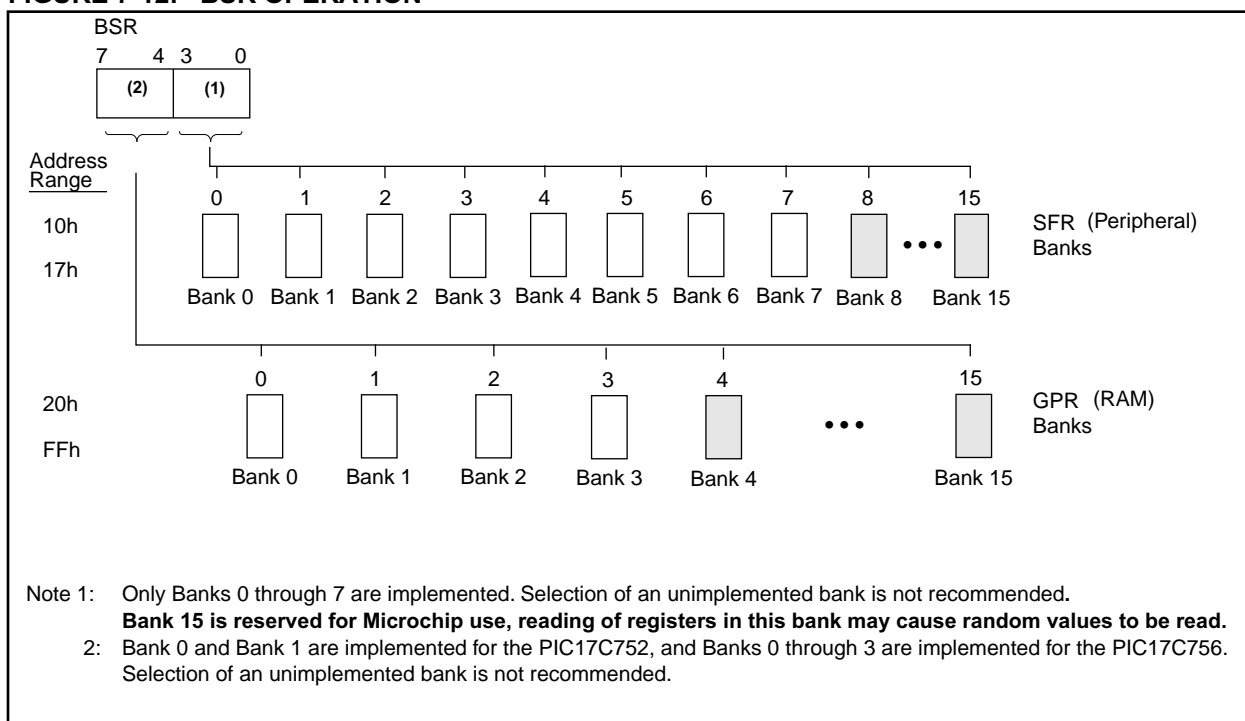 BSR
7 4 3 0
(2) (1)
Address
Range
0 1 2 3 4 5 6 7 8 15
10h
17h
SFR (Peripheral)
Banks
Bank 0 Bank 1 Bank 2 Bank 3 Bank 4 Bank 5 Bank 6 Bank 7 Bank 8 Bank 15
0 1 2 3 4 15
20h
FFh
GPR (RAM)
Banks
Bank 0 Bank 1 Bank 2 Bank 3 Bank 4 Bank 15
Note 1: Only Banks 0 through 7 are implemented. Selection of an unimplemented bank is not recommended.
Bank 15 is reserved for Microchip use, reading of registers in this bank may cause random values to be read.
2: Bank 0 and Bank 1 are implemented for the PIC17C752, and Banks 0 through 3 are implemented for the PIC17C756.
Selection of an unimplemented bank is not recommended.